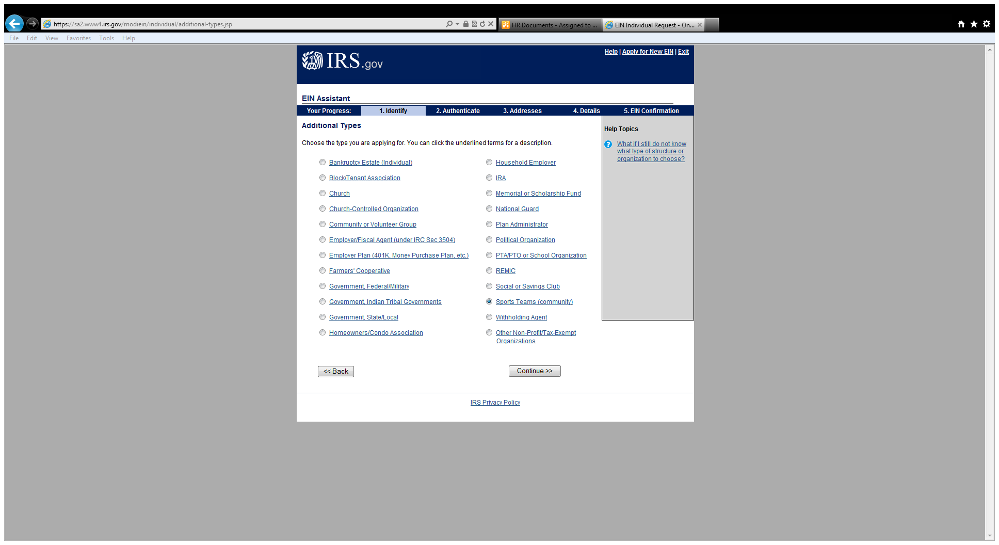 https://sa2.www4.irs.gov/modiein/individual/additional-types.jsp
HR Documents - Assigned to ...
EIN Individual Request - On...
File Edit View Favorites Tools Help
IRS.gov
Help | Apply for New EIN | Exit
EIN Assistant
Your Progress: 1. Identify 2. Authenticate 3. Addresses 4. Details 5. EIN Confirmation
Additional Types
Choose the type you are applying for. You can click the underlined terms for a description.
Bankruptcy Estate (Individual)
Block/Tenant Association
Church
Church-Controlled Organization
Community or Volunteer Group
Employer/Fiscal Agent (under IRC Sec 3504)
Employer Plan (401K, Money Purchase Plan, etc.)
Farmers' Cooperative
Government, Federal/Military
Government, Indian Tribal Governments
Government, State/Local
Homeowners/Condo Association
Household Employer
IRA
Memorial or Scholarship Fund
National Guard
Plan Administrator
Political Organization
PTA/PTO or School Organization
REMIC
Social or Savings Club
Sports Teams (community)
Withholding Agent
Other Non-Profit/Tax-Exempt
Organizations
Help Topics
What if I still do not know
what type of structure or
organization to choose?
<< Back
Continue >>
IRS Privacy Policy